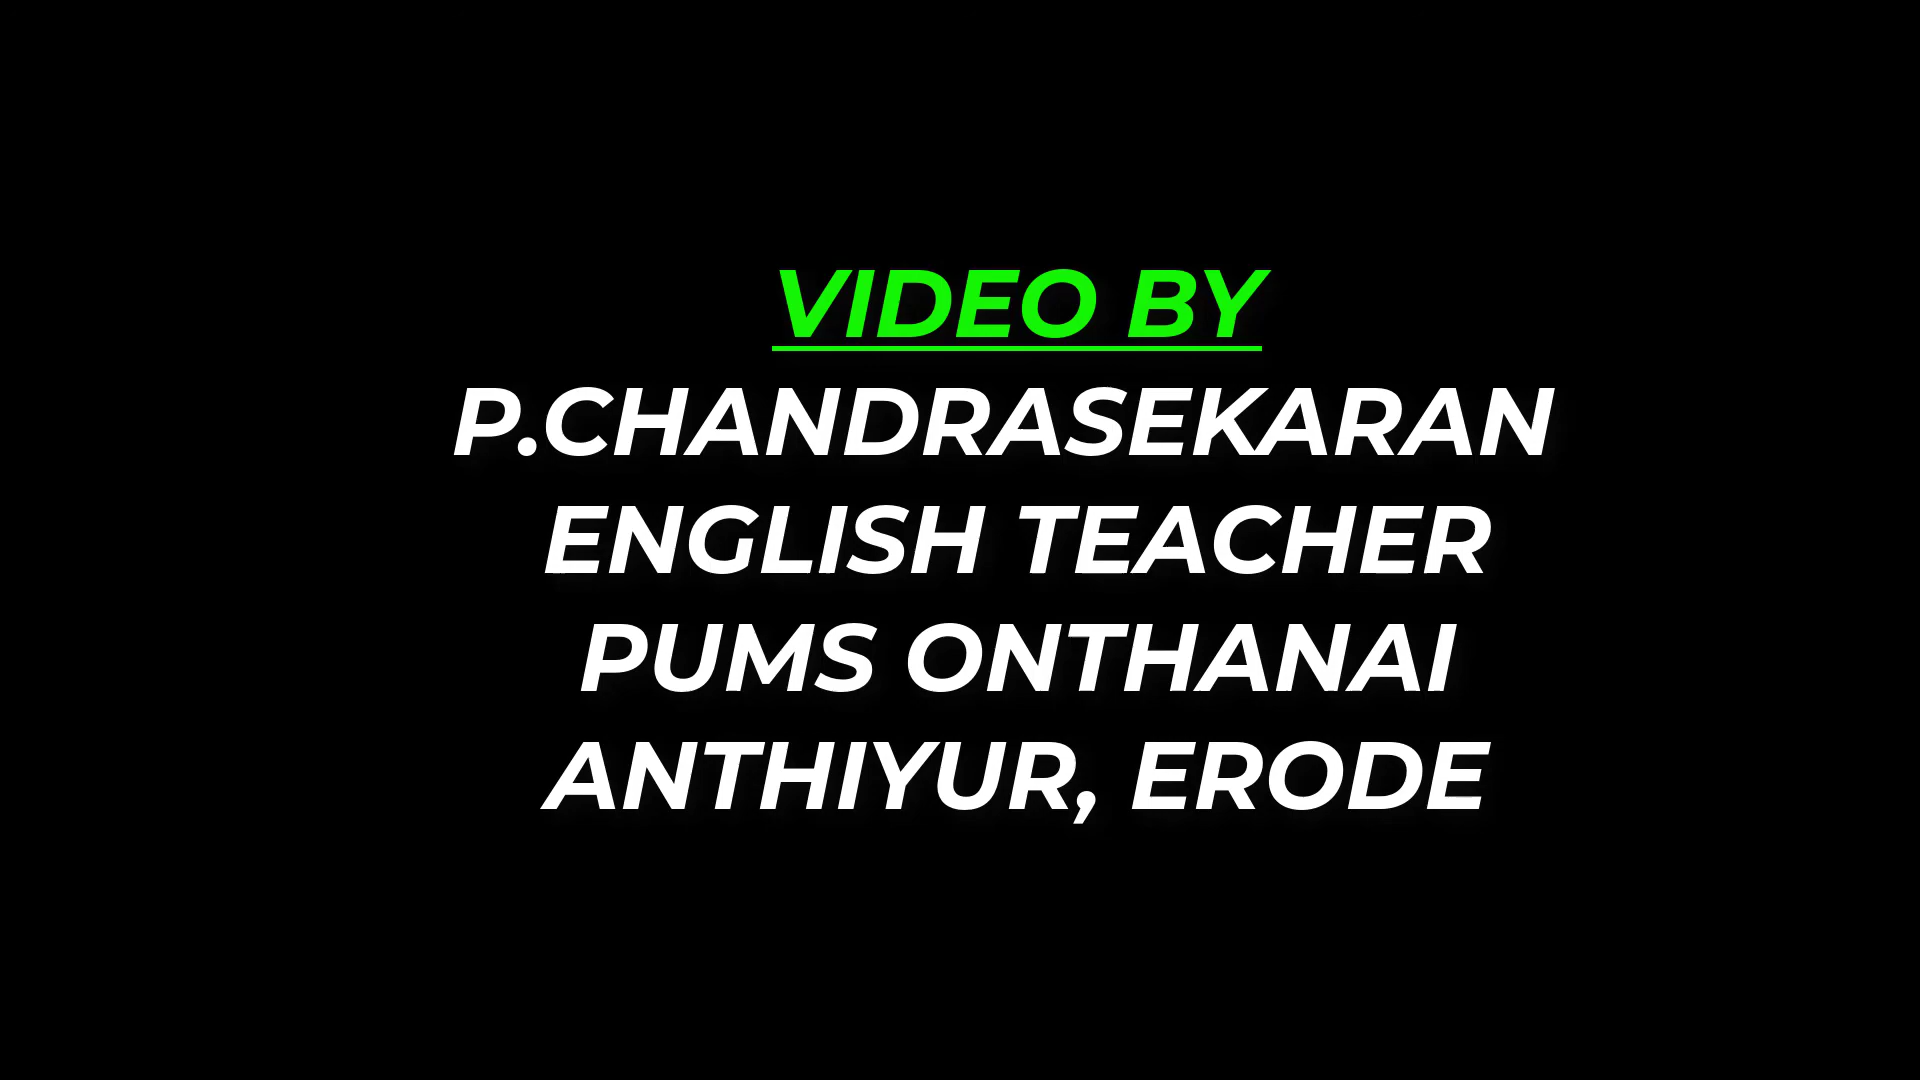 VIDEO BY
P.CHANDRASEKARAN
ENGLISH TEACHER
PUMS ONTHANAI
ANTHIYUR, ERODE